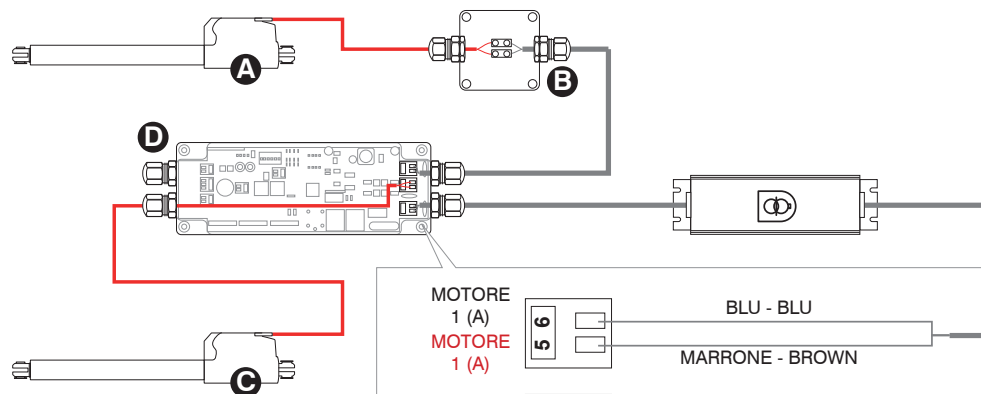 A
B
D
MOTORE
1 (A)
MOTORE
1 (A)
5 6
BLU - BLU
MARRONE - BROWN
C